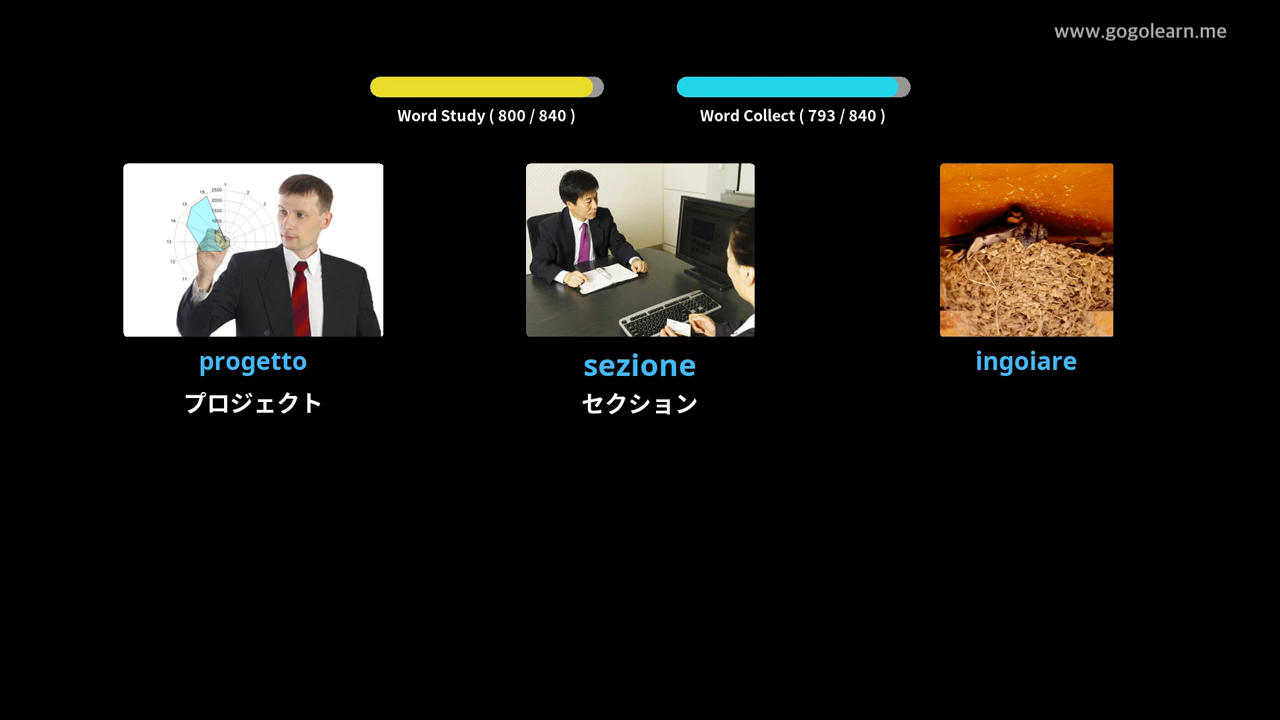 www.gogolearn.me
Word Study ( 800 / 840 )
Word Collect ( 793 / 840 )
progetto
プロジェクト
sezione
セクション
ingoiare